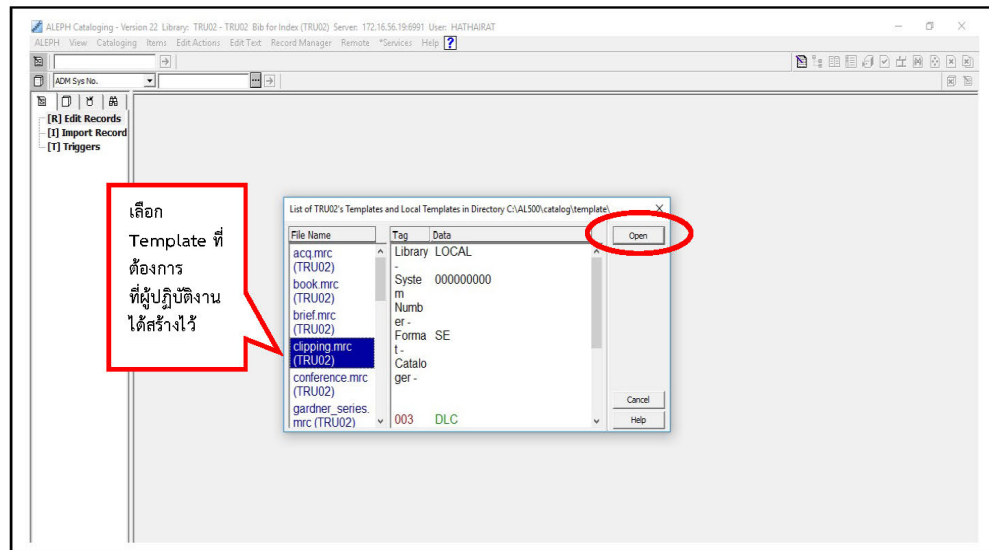 ALEPH Cataloging - Version 22 Library: TRU02 - TRU02 Bib for Index (TRU02) Server: 172.16.56.19:6991 User: HATHAIRAT
ALEPH View Cataloging Items Edit Actions Edit Text Record Manager Remote *Services Help ?
ADM Sys No.
[R] Edit Records
[I] Import Record
[T] Triggers
เลือก
Template ที่
ต้องการ
ที่ผู้ปฏิบัติงาน
ได้สร้างไว้
List of TRU02's Templates and Local Templates in Directory C:\AL500\catalog\template\
File Name
acq.mrc
(TRU02)
book.mrc
(TRU02)
brief.mrc
(TRU02)
clipping.mrc
(TRU02)
conference.mrc
(TRU02)
gardner_series.
mrc (TRU02)
Tag Data
Library LOCAL
-
Syste 000000000
m
Numb
er -
Forma SE
t -
Catalo
ger -
003 DLC
Open
Cancel
Help